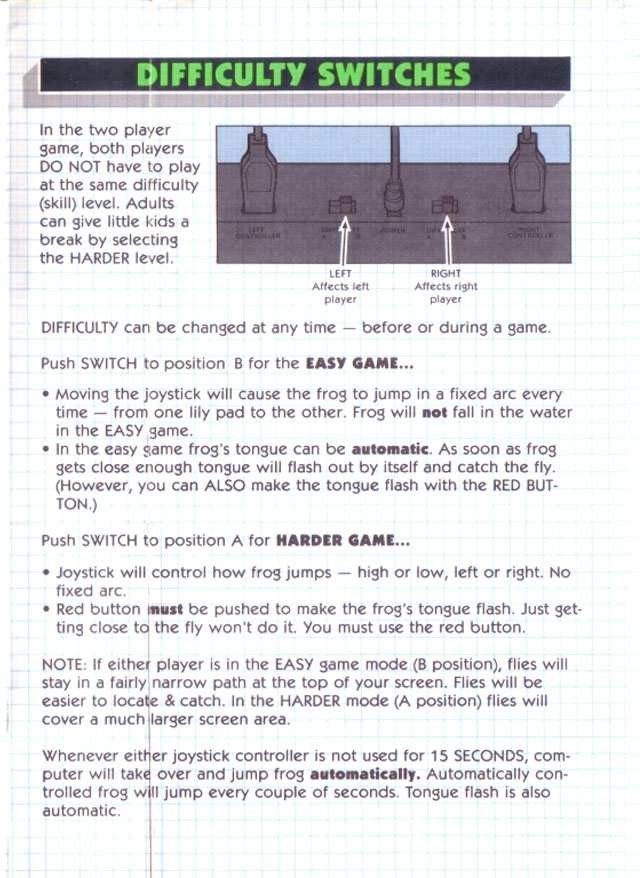 DIFFICULTY SWITCHES
In the two player
game, both players
DO NOT have to play
at the same difficulty
(skill) level. Adults
can give little kids a
break by selecting
the HARDER level.
LEFT
CONTROLLER
POWER
RIGHT
CONTROLLER
LEFT
Affects left
player
RIGHT
Affects right
player
DIFFICULTY can be changed at any time — before or during a game.
Push SWITCH to position B for the EASY GAME...
• Moving the joystick will cause the frog to jump in a fixed arc every
time — from one lily pad to the other. Frog will not fall in the water
in the EASY game.
• In the easy game frog's tongue can be automatic. As soon as frog
gets close enough tongue will flash out by itself and catch the fly.
(However, you can ALSO make the tongue flash with the RED BUT-
TON.)
Push SWITCH to position A for HARDER GAME...
• Joystick will control how frog jumps — high or low, left or right. No
fixed arc.
• Red button must be pushed to make the frog's tongue flash. Just get-
ting close to the fly won't do it. You must use the red button.
NOTE: If either player is in the EASY game mode (B position), flies will
stay in a fairly narrow path at the top of your screen. Flies will be
easier to locate & catch. In the HARDER mode (A position) flies will
cover a much larger screen area.
Whenever either joystick controller is not used for 15 SECONDS, com-
puter will take over and jump frog automatically. Automatically con-
trolled frog will jump every couple of seconds. Tongue flash is also
automatic.